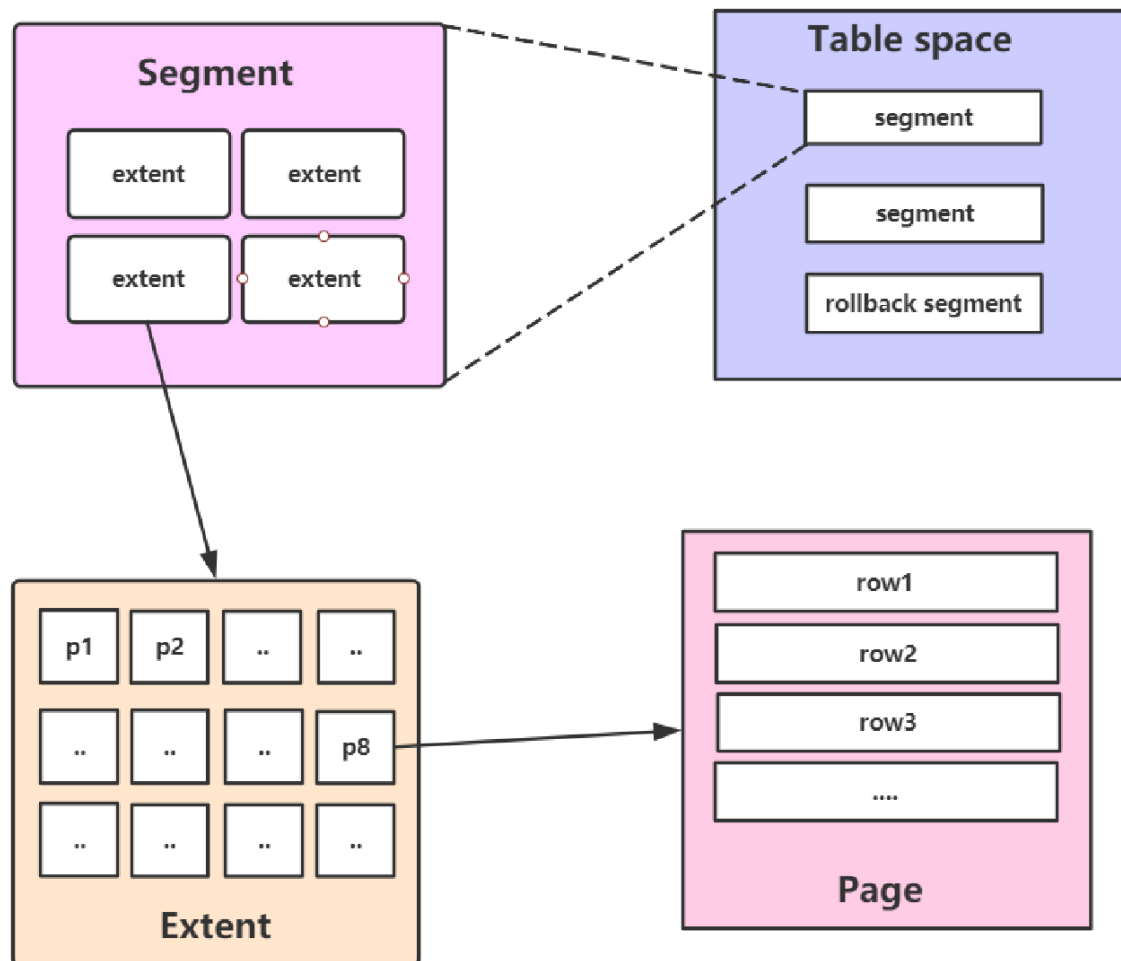 Segment
extent
extent
extent
extent
Table space
segment
segment
rollback segment
p1
p2
..
..
..
..
..
p8
..
..
..
..
Extent
row1
row2
row3
....
Page